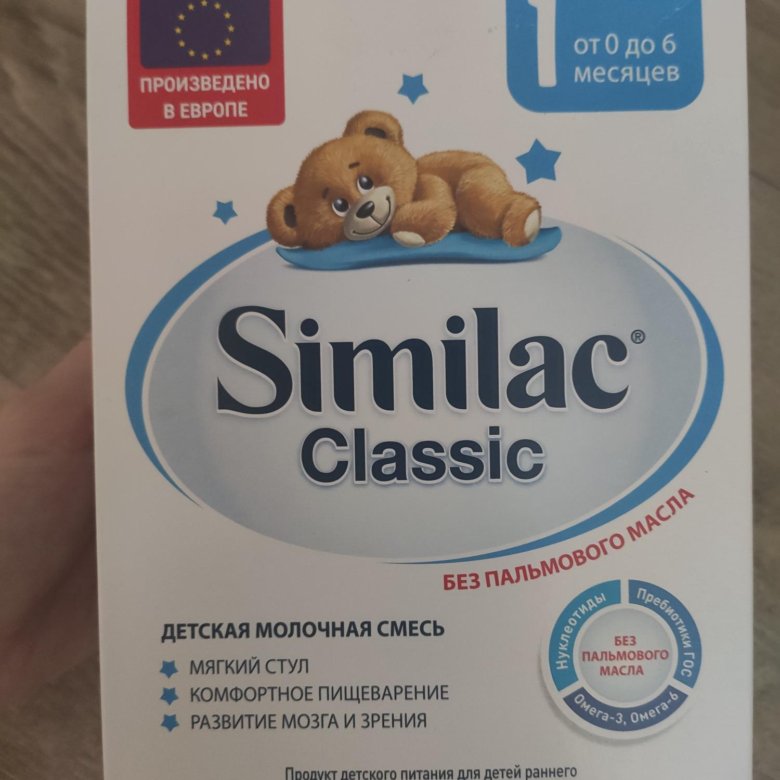 ПРОИЗВЕДЕНО
В ЕВРОПЕ
1
от 0 до 6
месяцев
Similac®
Classic
БЕЗ ПАЛЬМОВОГО МАСЛА
ДЕТСКАЯ МОЛОЧНАЯ СМЕСЬ
МЯГКИЙ СТУЛ
КОМФОРТНОЕ ПИЩЕВАРЕНИЕ
РАЗВИТИЕ МОЗГА И ЗРЕНИЯ
Нуклеотиды
Пребиотики ГОС
Омега-3, Омега-6
БЕЗ
ПАЛЬМОВОГО
МАСЛА
Продукт детского питания для детей раннего